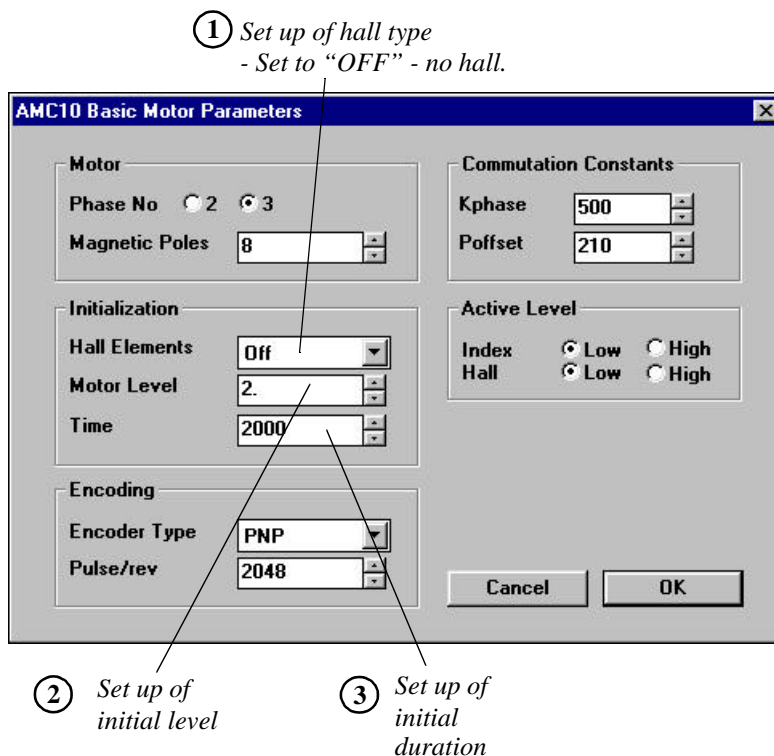 1 Set up of hall type
- Set to “OFF” - no hall.
AMC10 Basic Motor Parameters
Motor
Phase No 2 3
Magnetic Poles 8
Commutation Constants
Kphase 500
Poffset 210
Initialization
Hall Elements Off
Motor Level 2.
Time 2000
Active Level
Index Low High
Hall Low High
Encoding
Encoder Type PNP
Pulse/rev 2048
Cancel OK
2 Set up of
initial level
3 Set up of
initial
duration